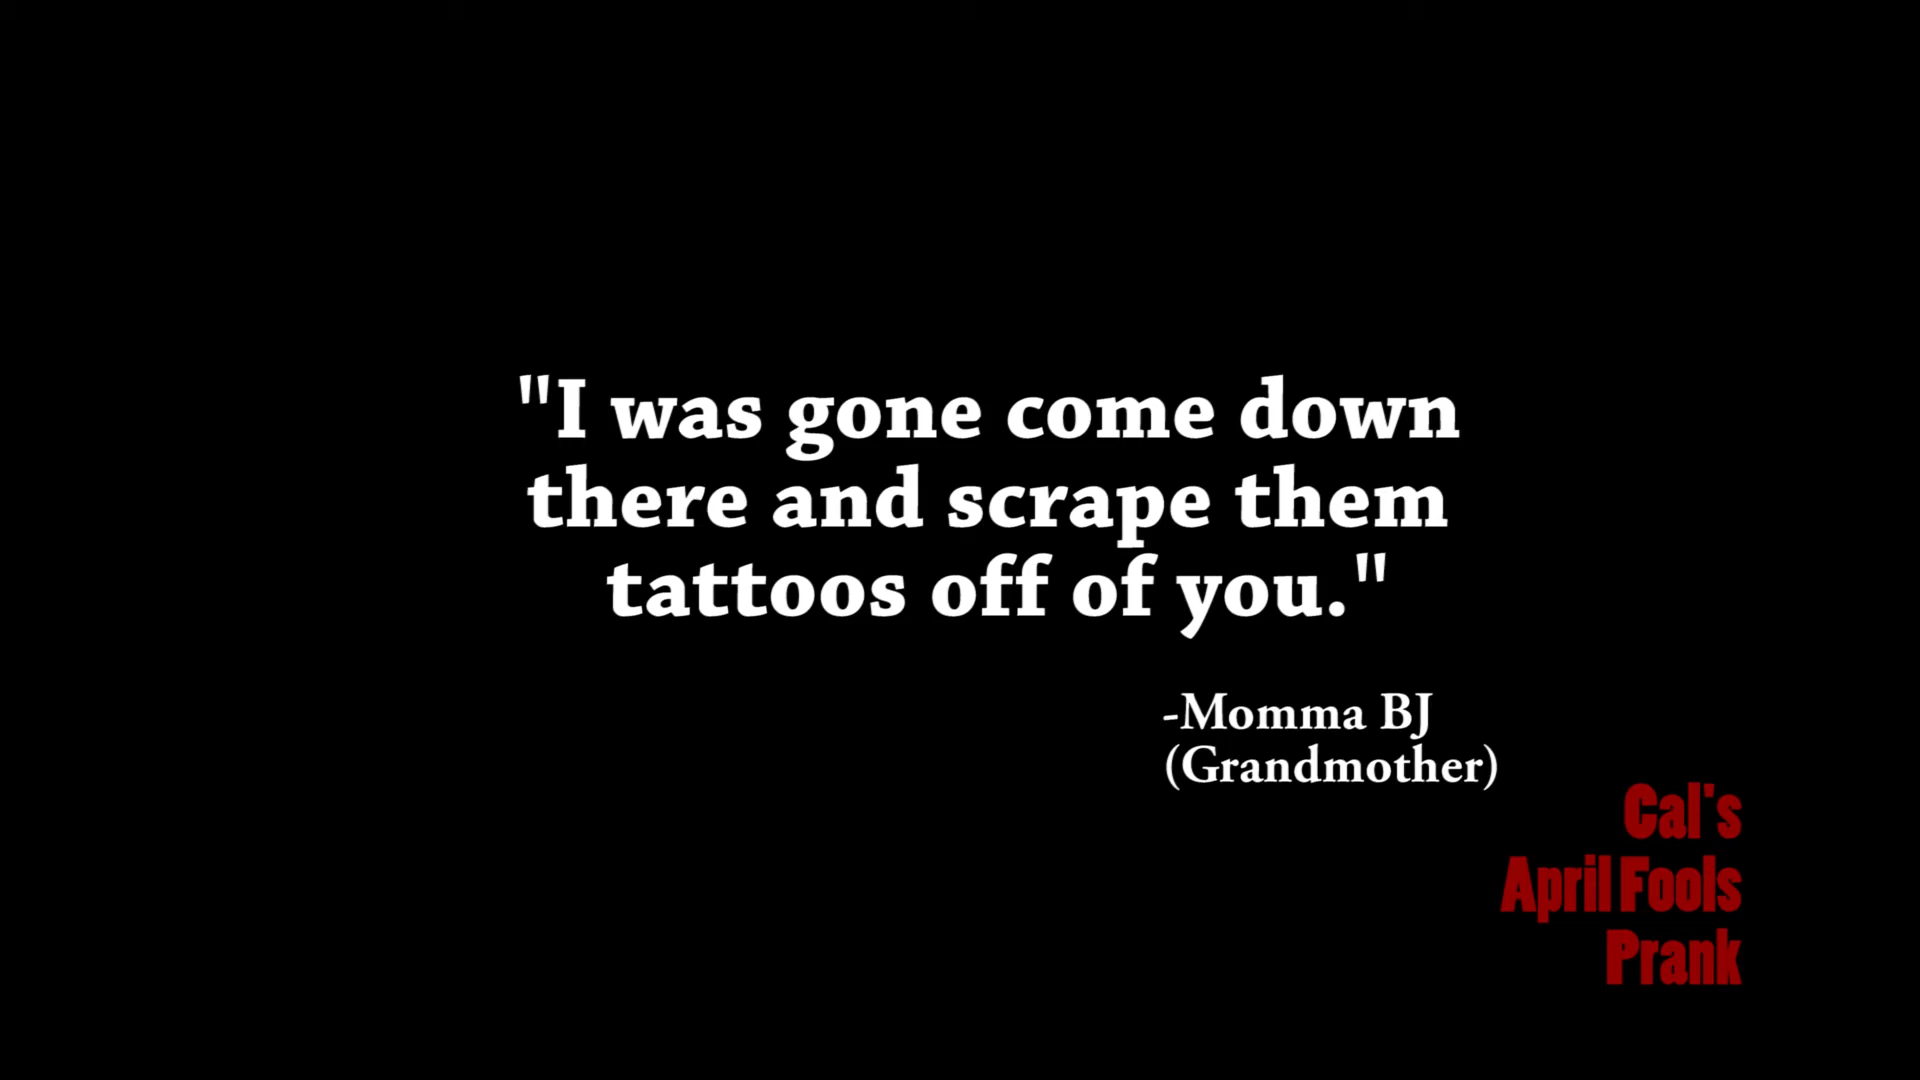 "I was gone come down
there and scrape them
tattoos off of you."
-Momma BJ
(Grandmother)
Cal's
April Fools
Prank